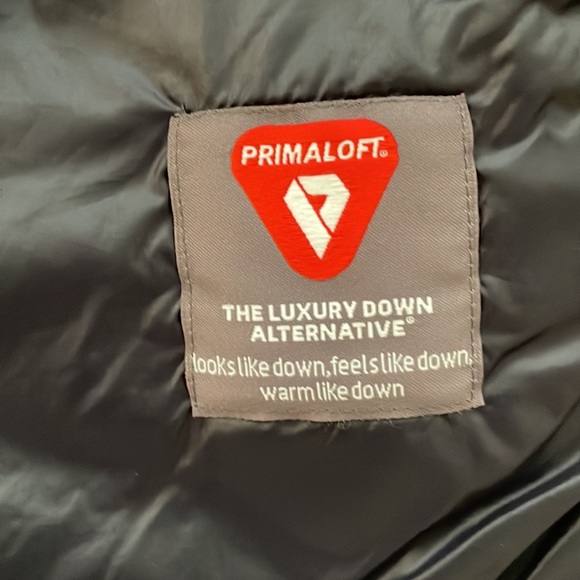 PRIMALOFT®
THE LUXURY DOWN
ALTERNATIVE®
looks like down, feels like down,
warm like down